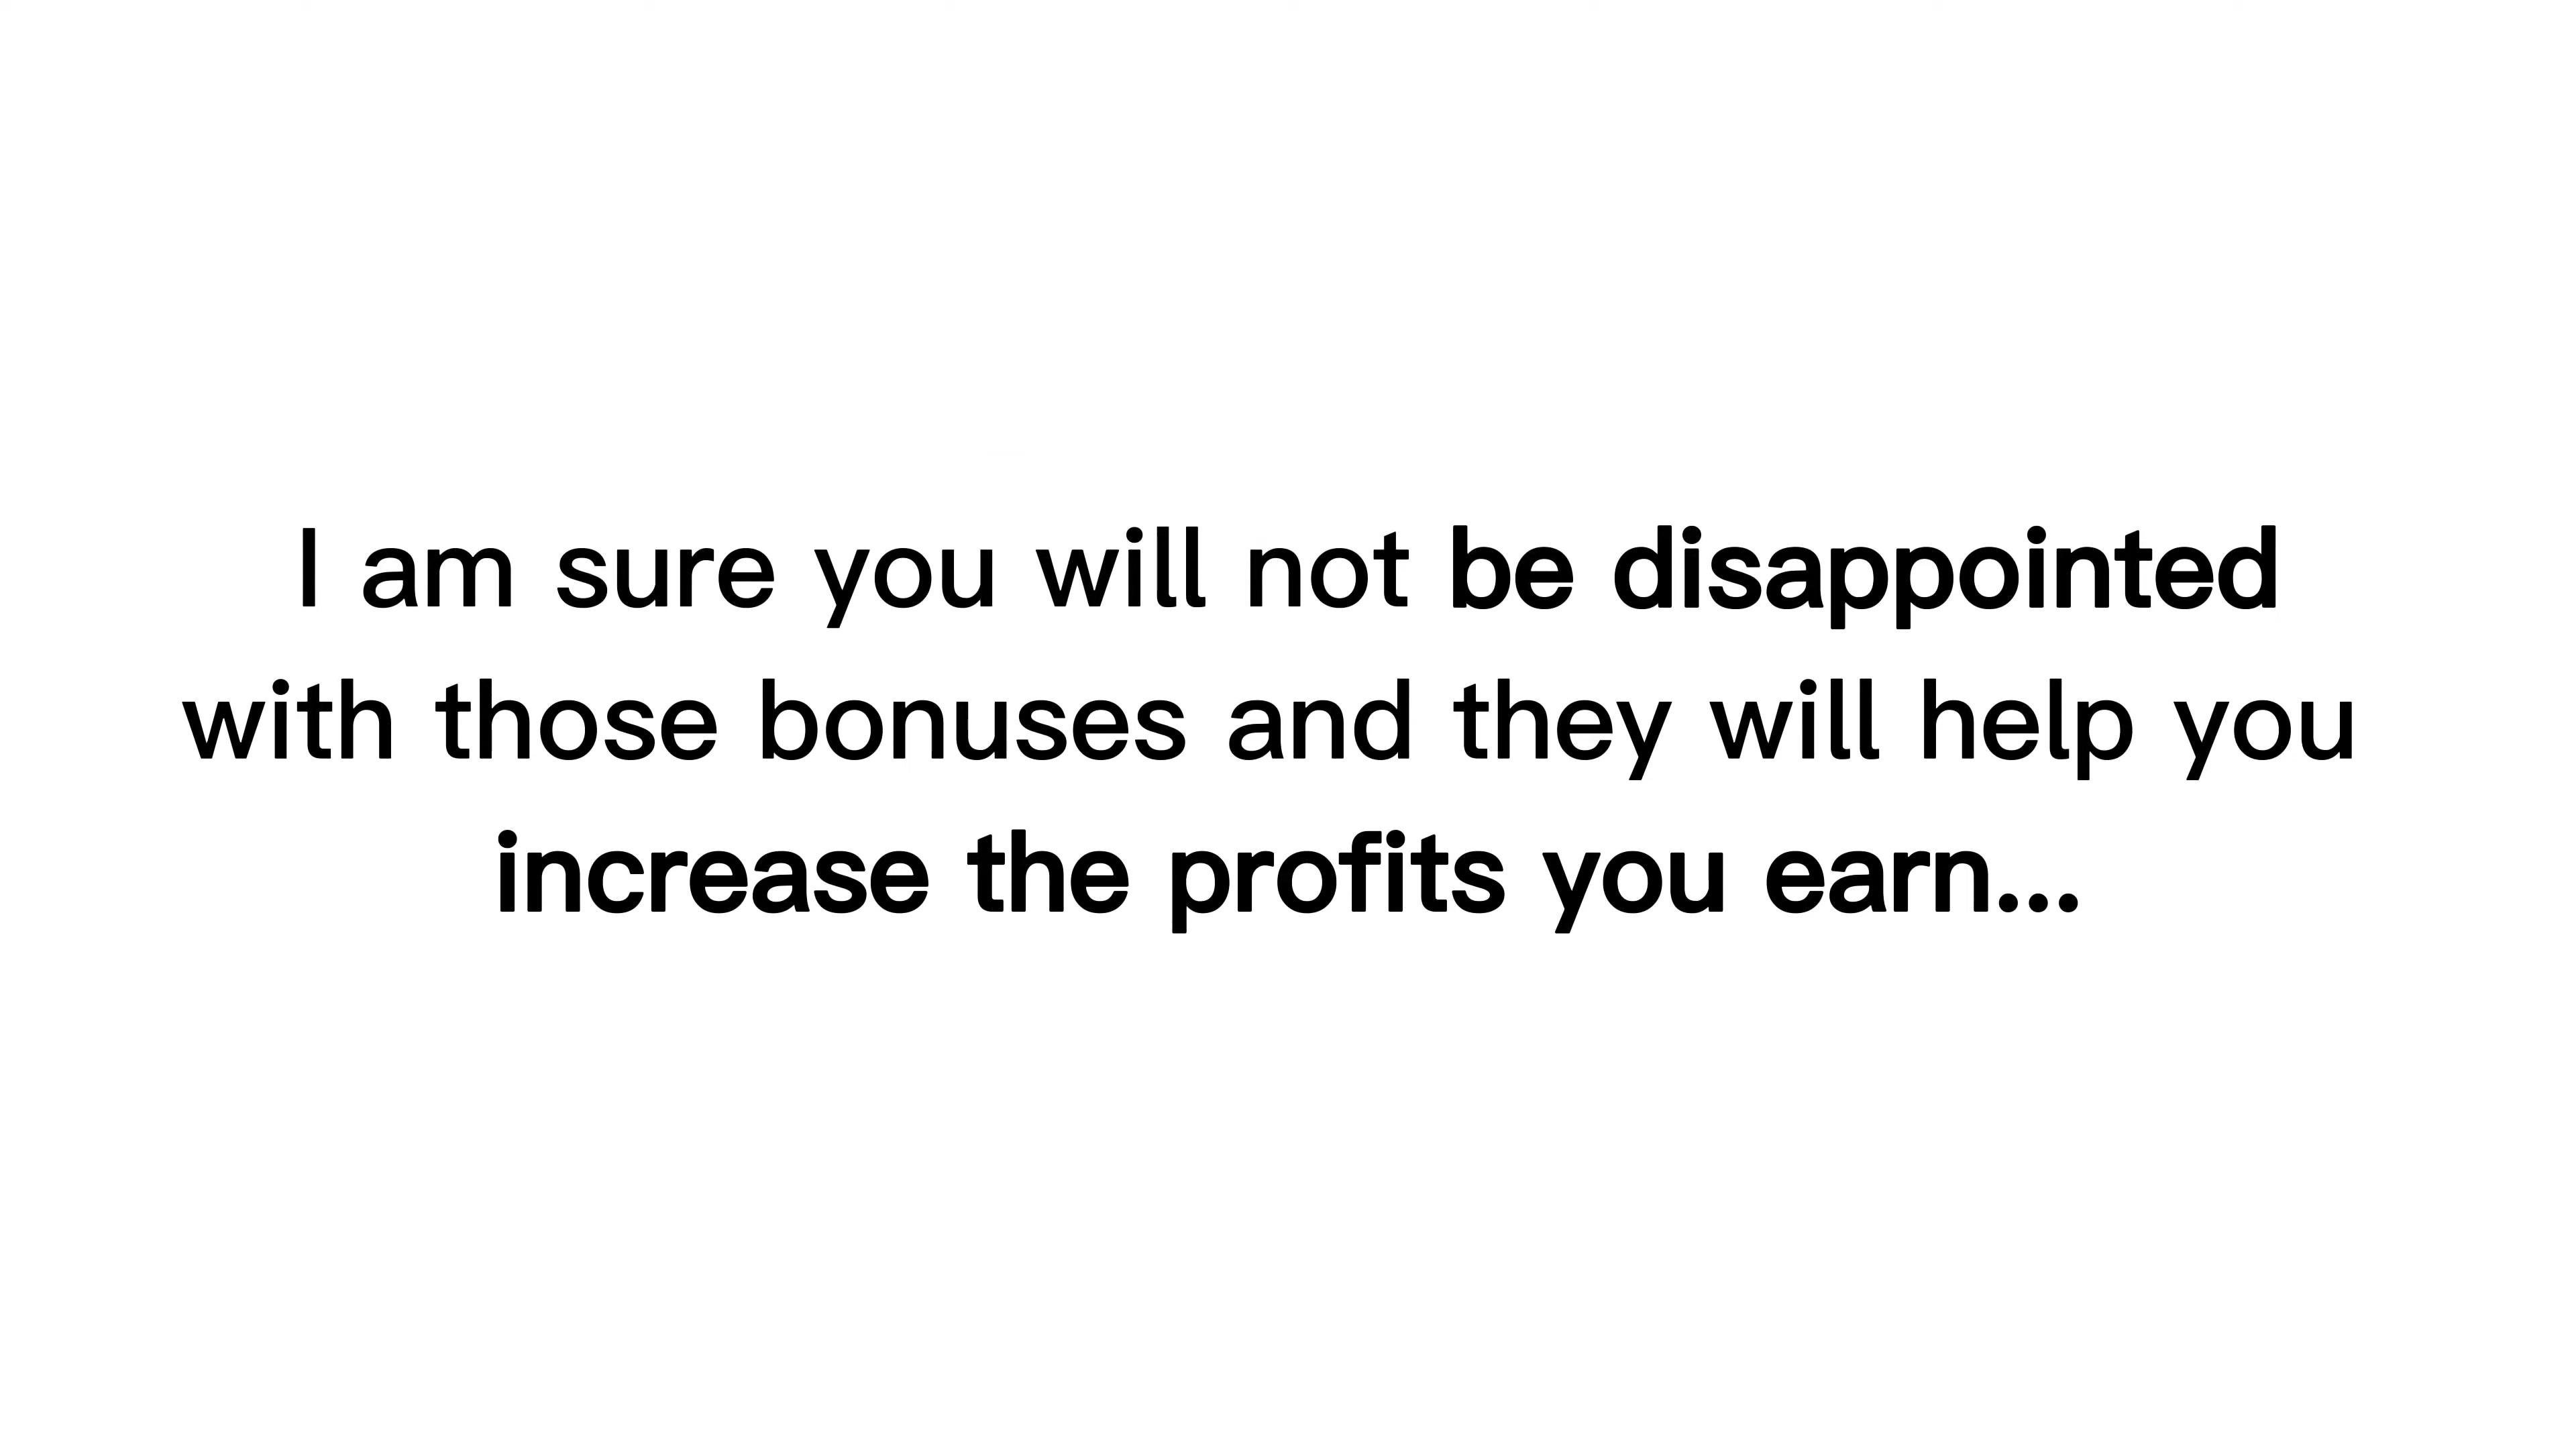 I am sure you will not be disappointed
with those bonuses and they will help you
increase the profits you earn...